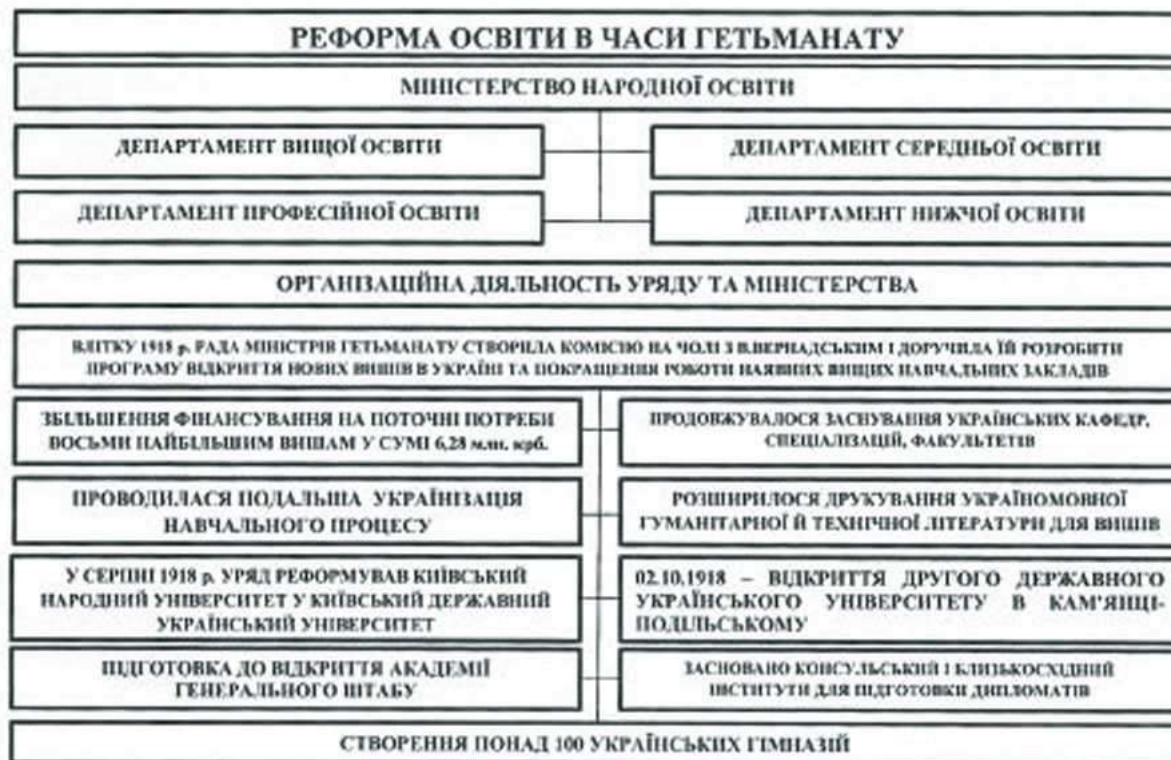 РЕФОРМА ОСВІТИ В ЧАСИ ГЕТЬМАНАТУ
МІНІСТЕРСТВО НАРОДНОЇ ОСВІТИ
ДЕПАРТАМЕНТ ВИЩОЇ ОСВІТИ
ДЕПАРТАМЕНТ СЕРЕДНЬОЇ ОСВІТИ
ДЕПАРТАМЕНТ ПРОФЕСІЙНОЇ ОСВІТИ
ДЕПАРТАМЕНТ НИЖЧОЇ ОСВІТИ
ОРГАНІЗАЦІЙНА ДІЯЛЬНОСТЬ УРЯДУ ТА МІНІСТЕРСТВА
ВЛІТКУ 1918 р. РАДА МІНІСТРІВ ГЕТЬМАНАТУ СТВОРИЛА КОМІСІЮ НА ЧОЛІ З В.ВЕРНАДСЬКИМ І ДОРУЧИЛА ЇЙ РОЗРОБИТИ
ПРОГРАМУ ВІДКРИТТЯ НОВИХ ВИШІВ В УКРАЇНІ ТА ПОКРАЩЕННЯ РОБОТИ НАЯВНИХ ВИЩИХ НАВЧАЛЬНИХ ЗАКЛАДІВ
ЗБІЛЬШЕННЯ ФІНАНСУВАННЯ НА ПОТОЧНІ ПОТРЕБИ
ВОСЬМИ НАЙБІЛЬШИМ ВИШАМ У СУМІ 6,28 млн. крб.
ПРОДОВЖУВАЛОСЯ ЗАСНУВАННЯ УКРАЇНСЬКИХ КАФЕДР,
СПЕЦІАЛІЗАЦІЙ, ФАКУЛЬТЕТІВ
ПРОВОДИЛАСЯ ПОДАЛЬША УКРАЇНІЗАЦІЯ
НАВЧАЛЬНОГО ПРОЦЕСУ
РОЗШИРИЛОСЯ ДРУКУВАННЯ УКРАЇНОМОВНОЇ
ГУМАНІТАРНОЇ Й ТЕХНІЧНОЇ ЛІТЕРАТУРИ ДЛЯ ВИШІВ
У СЕРПНІ 1918 р. УРЯД РЕФОРМУВАВ КИЇВСЬКИЙ
НАРОДНИЙ УНІВЕРСИТЕТ У КИЇВСЬКИЙ ДЕРЖАВНИЙ
УКРАЇНСЬКИЙ УНІВЕРСИТЕТ
02.10.1918 – ВІДКРИТТЯ ДРУГОГО ДЕРЖАВНОГО
УКРАЇНСЬКОГО УНІВЕРСИТЕТУ В КАМ'ЯНЦІ-
ПОДІЛЬСЬКОМУ
ПІДГОТОВКА ДО ВІДКРИТТЯ АКАДЕМІЇ
ГЕНЕРАЛЬНОГО ШТАБУ
ЗАСНОВАНО КОНСУЛЬСЬКИЙ І БЛИЗЬКОСХІДНИЙ
ІНСТИТУТИ ДЛЯ ПІДГОТОВКИ ДИПЛОМАТІВ
СТВОРЕННЯ ПОНАД 100 УКРАЇНСЬКИХ ГІМНАЗІЙ